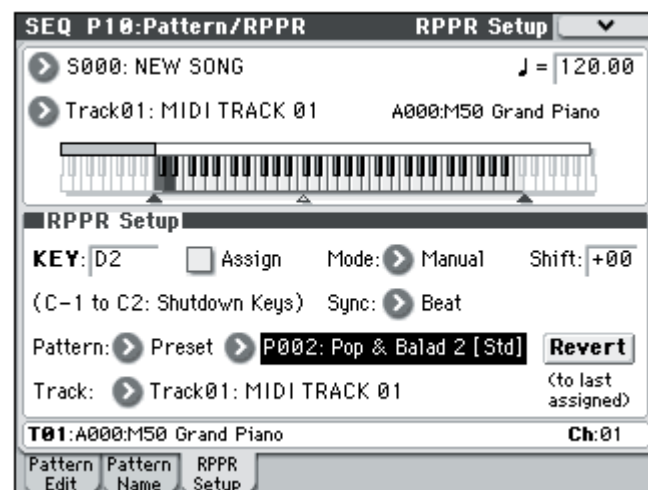 SEQ P10:Pattern/RPPR RPPR Setup
S000: NEW SONG ♩ = 120.00
Track01: MIDI TRACK 01 A000:M50 Grand Piano
RPPR Setup
KEY: D2 Assign Mode: Manual Shift: +00
(C-1 to C2: Shutdown Keys) Sync: Beat
Pattern: Preset P002: Pop & Balad 2 [Std] Revert
Track: Track01: MIDI TRACK 01 (to last
assigned)
T01:A000:M50 Grand Piano Ch:01
Pattern Pattern RPPR
Edit Name Setup